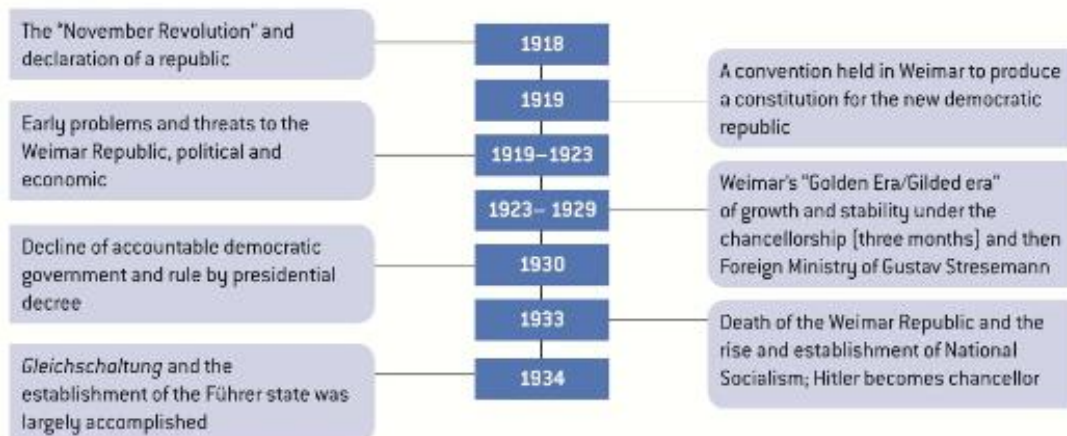 The "November Revolution" and
declaration of a republic
1918
1919
A convention held in Weimar to produce
a constitution for the new democratic
republic
Early problems and threats to the
Weimar Republic, political and
economic
1919–1923
1923– 1929
Weimar's "Golden Era/Gilded era"
of growth and stability under the
chancellorship [three months] and then
Foreign Ministry of Gustav Stresemann
Decline of accountable democratic
government and rule by presidential
decree
1930
1933
Death of the Weimar Republic and the
rise and establishment of National
Socialism; Hitler becomes chancellor
Gleichschaltung and the
establishment of the Führer state was
largely accomplished
1934